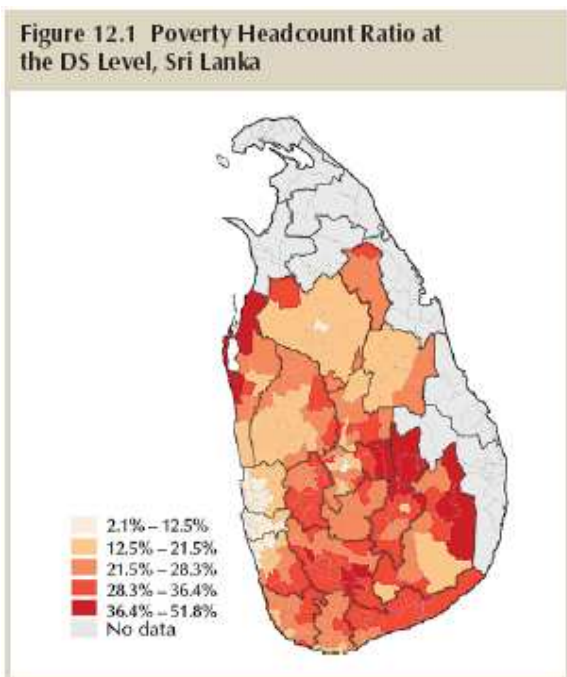 Figure 12.1 Poverty Headcount Ratio at
the DS Level, Sri Lanka
2.1% – 12.5%
12.5% – 21.5%
21.5% – 28.3%
28.3% – 36.4%
36.4% – 51.8%
No data